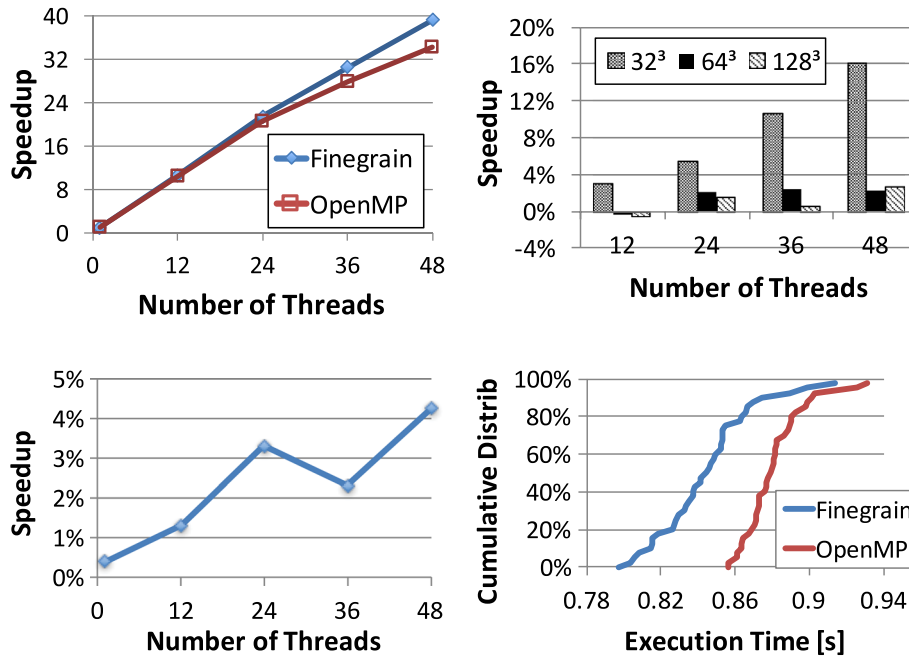 40
32
24
16
8
0
Speedup
Finegrain
OpenMP
0 12 24 36 48
Number of Threads
20%
16%
12%
8%
4%
0%
-4%
Speedup
32³ 64³ 128³
12 24 36 48
Number of Threads
5%
4%
3%
2%
1%
0%
Speedup
0 12 24 36 48
Number of Threads
100%
80%
60%
40%
20%
0%
Cumulative Distrib
Finegrain
OpenMP
0.78 0.82 0.86 0.9 0.94
Execution Time [s]